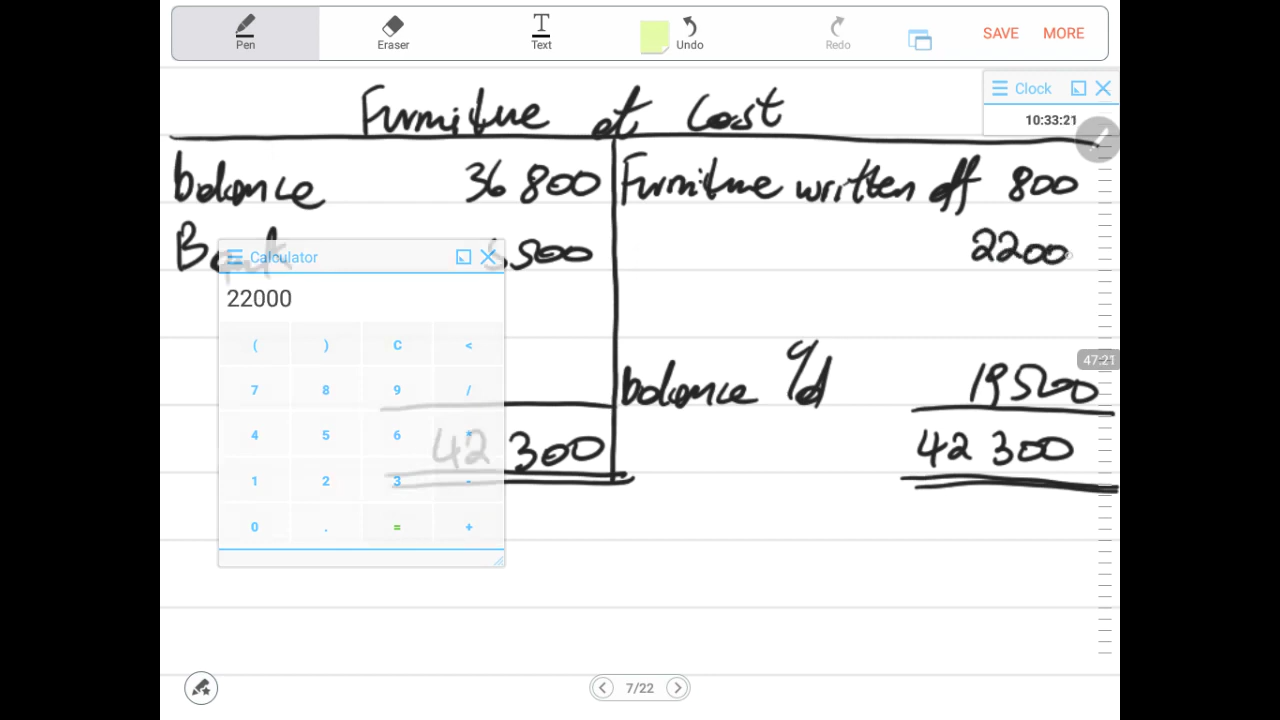 Pen Eraser Text Undo Redo SAVE MORE
Clock
10:33:21
Furniture at Cost
balance 36 800 Furniture written off 800
500 2200
Calculator
22000
( ) C <
7 8 9 /
4 5 6 *
1 2 3 -
0 . = +
47:21
balance c/d 19500
42 300 42 300
7/22